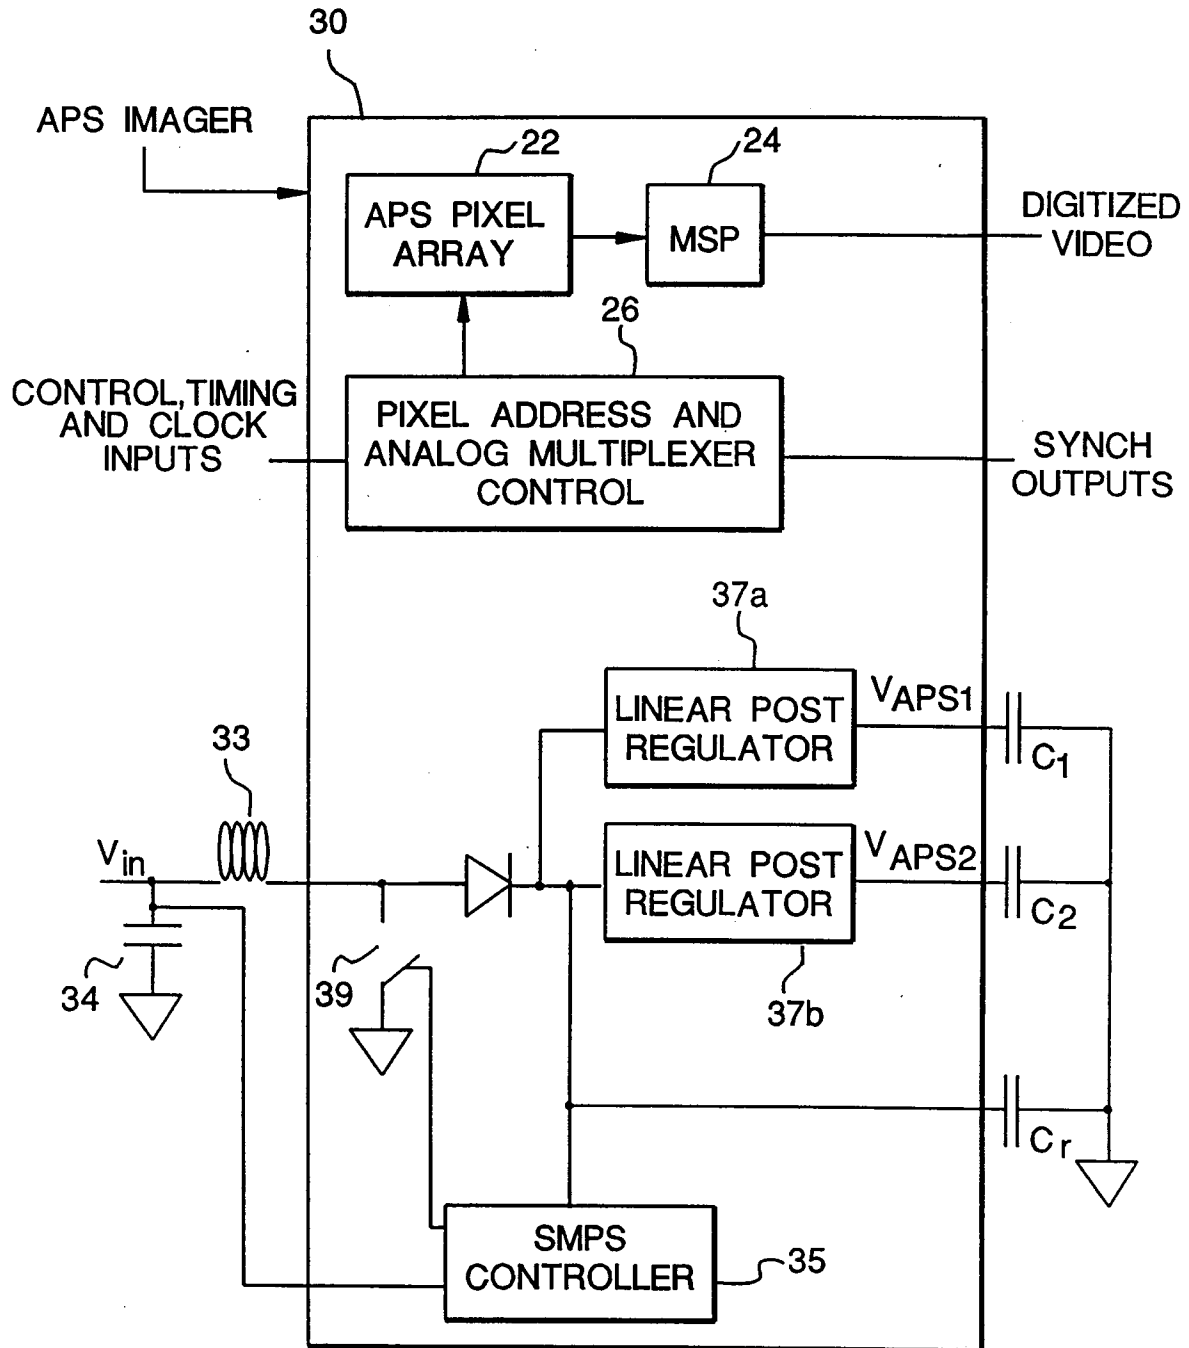 30
APS IMAGER
22
24
APS PIXEL
ARRAY
MSP
DIGITIZED
VIDEO
26
CONTROL,TIMING
AND CLOCK
INPUTS
PIXEL ADDRESS AND
ANALOG MULTIPLEXER
CONTROL
SYNCH
OUTPUTS
37a
LINEAR POST
REGULATOR
VAPS1
C1
33
Vin
LINEAR POST
REGULATOR
VAPS2
C2
34
39
37b
Cr
SMPS
CONTROLLER
35